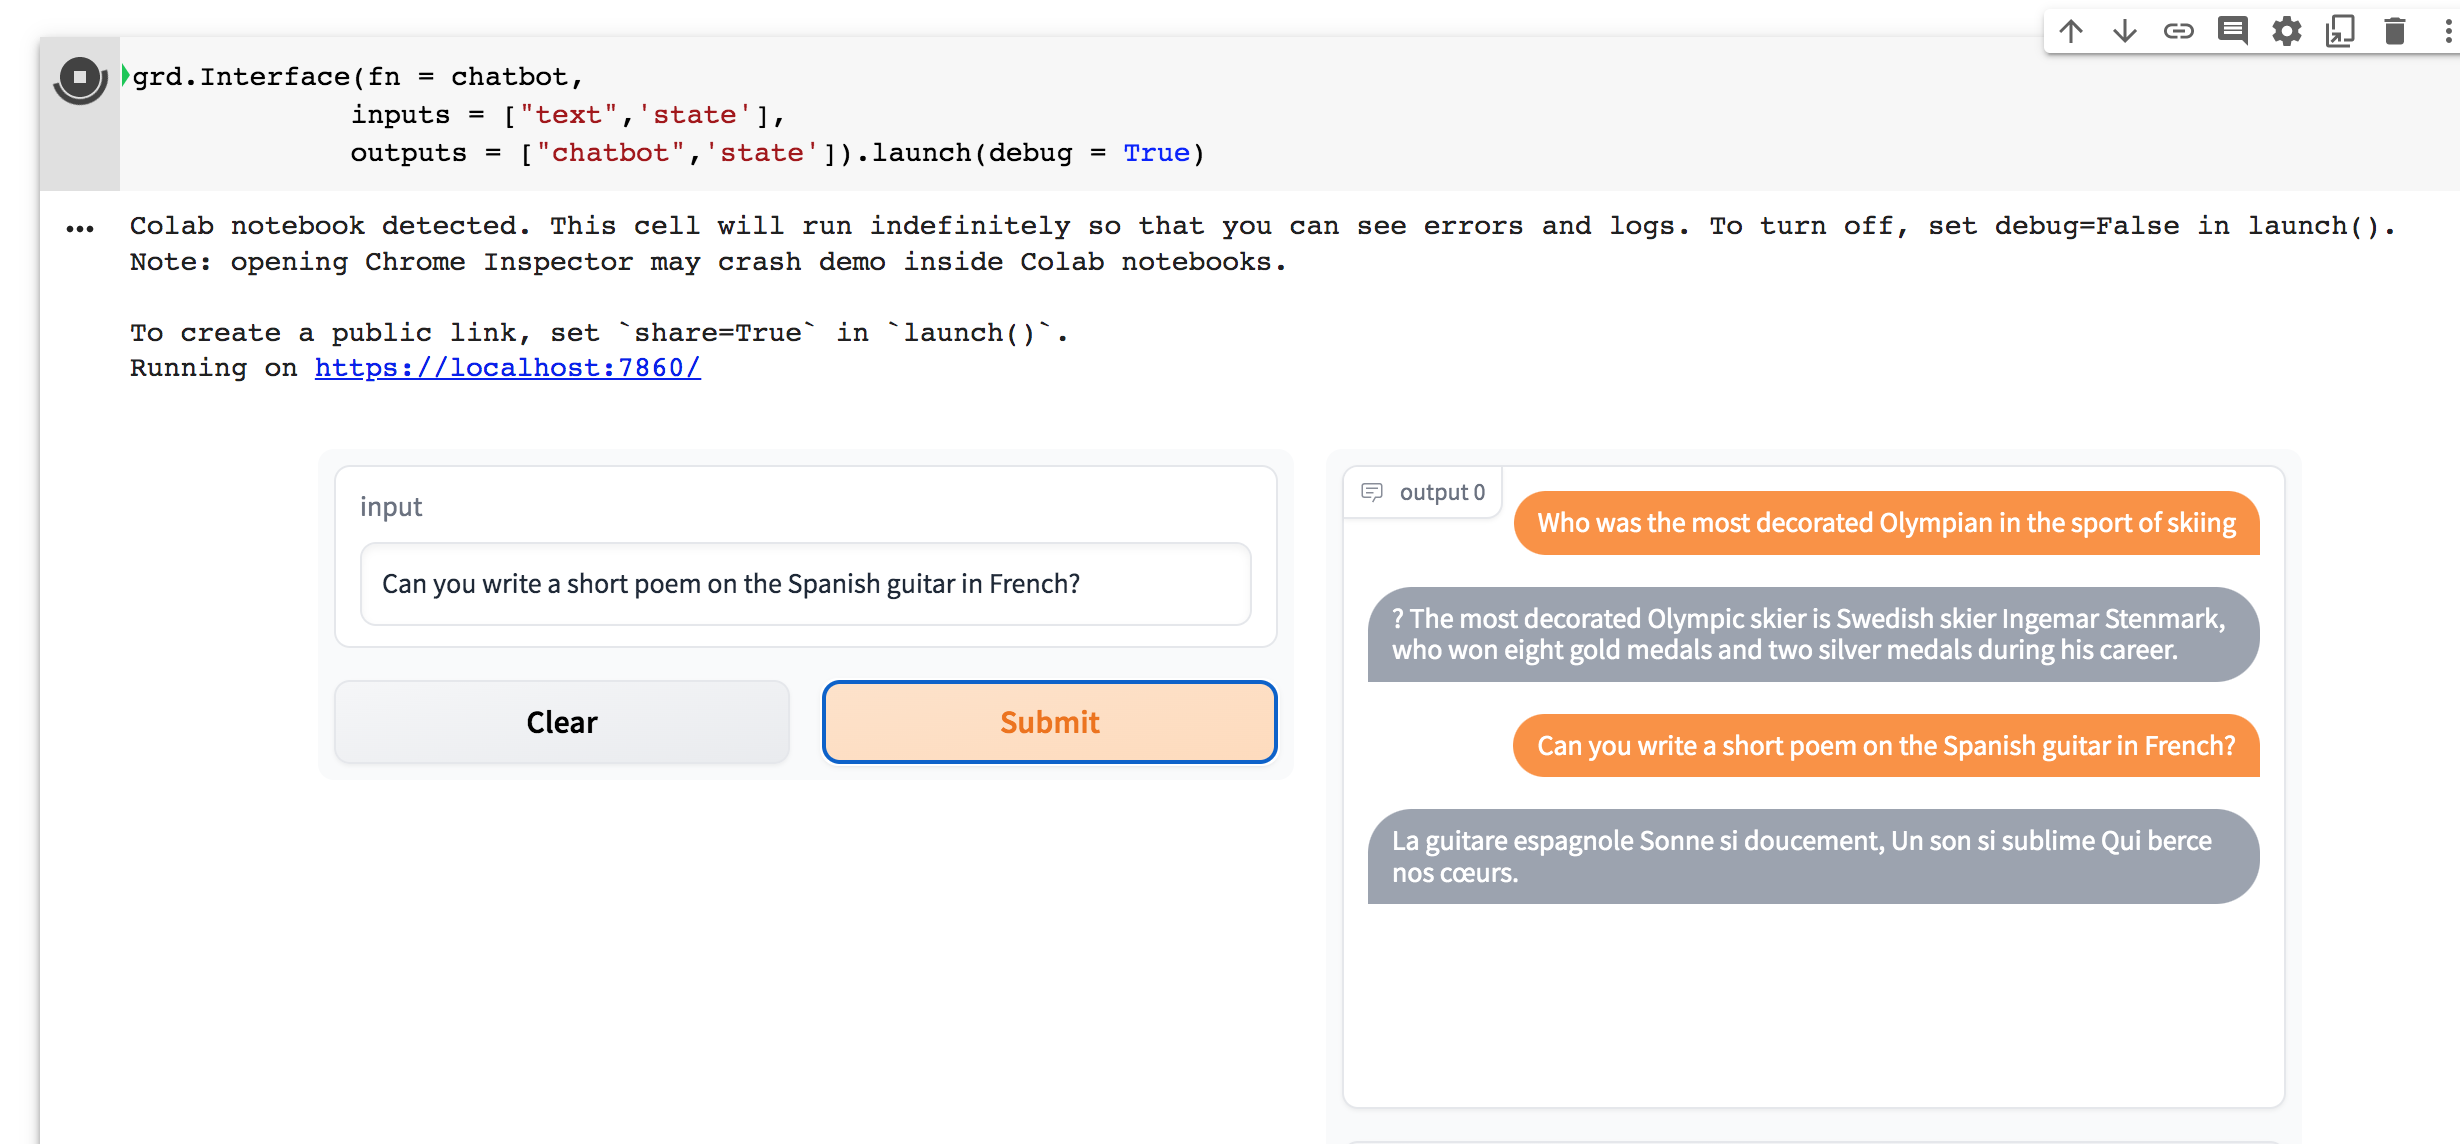 grd.Interface(fn = chatbot,
inputs = ["text",'state'],
outputs = ["chatbot",'state']).launch(debug = True)
Colab notebook detected. This cell will run indefinitely so that you can see errors and logs. To turn off, set debug=False in launch().
Note: opening Chrome Inspector may crash demo inside Colab notebooks.
To create a public link, set `share=True` in `launch()`.
Running on https://localhost:7860/
input
Can you write a short poem on the Spanish guitar in French?
Clear
Submit
output 0
Who was the most decorated Olympian in the sport of skiing
? The most decorated Olympic skier is Swedish skier Ingemar Stenmark,
who won eight gold medals and two silver medals during his career.
Can you write a short poem on the Spanish guitar in French?
La guitare espagnole Sonne si doucement, Un son si sublime Qui berce
nos cœurs.